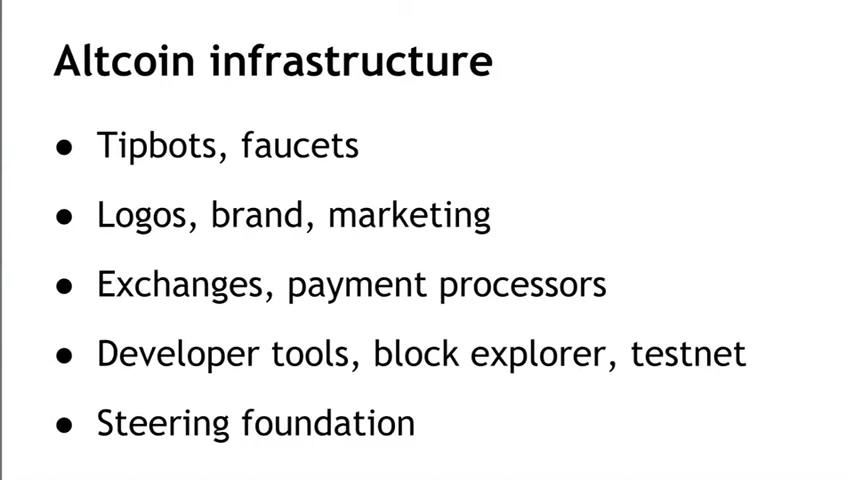 Altcoin infrastructure
● Tipbots, faucets
● Logos, brand, marketing
● Exchanges, payment processors
● Developer tools, block explorer, testnet
● Steering foundation